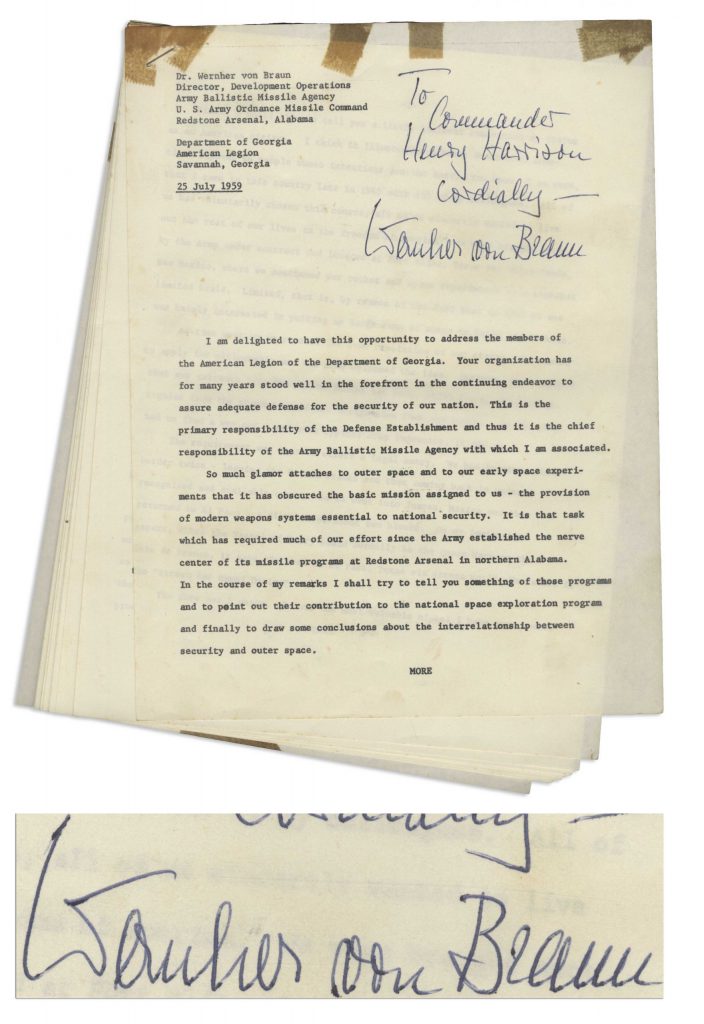 Dr. Wernher von Braun
Director, Development Operations
Army Ballistic Missile Agency
U. S. Army Ordnance Missile Command
Redstone Arsenal, Alabama
Department of Georgia
American Legion
Savannah, Georgia
25 July 1959
To
Commander
Henry Harrison
Cordially —
Wernher von Braun
I am delighted to have this opportunity to address the members of
the American Legion of the Department of Georgia. Your organization has
for many years stood well in the forefront in the continuing endeavor to
assure adequate defense for the security of our nation. This is the
primary responsibility of the Defense Establishment and thus it is the chief
responsibility of the Army Ballistic Missile Agency with which I am associated.
So much glamor attaches to outer space and to our early space experi-
ments that it has obscured the basic mission assigned to us - the provision
of modern weapons systems essential to national security. It is that task
which has required much of our effort since the Army established the nerve
center of its missile programs at Redstone Arsenal in northern Alabama.
In the course of my remarks I shall try to tell you something of those programs
and to point out their contribution to the national space exploration program
and finally to draw some conclusions about the interrelationship between
security and outer space.
MORE
Cordially —
Wernher von Braun